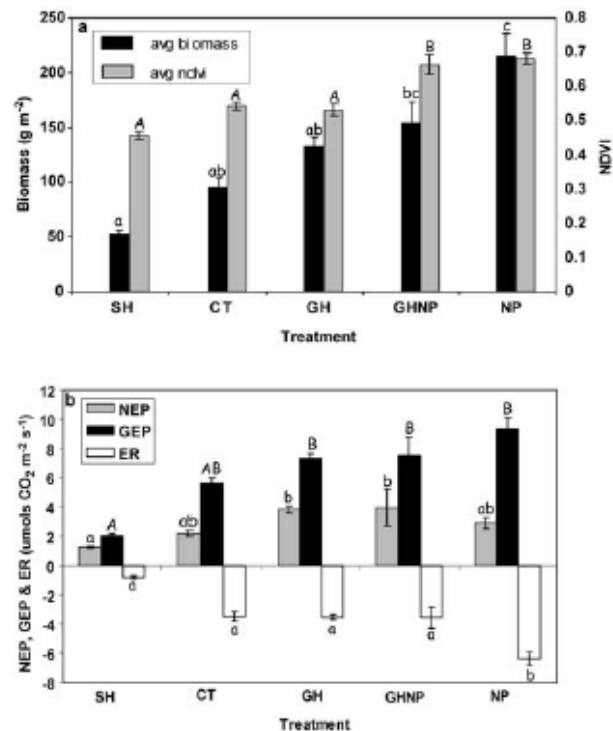 a
avg biomass
avg ndvi
250
200
150
100
50
0
Biomass (g m⁻²)
0.8
0.7
0.6
0.5
0.4
0.3
0.2
0.1
0
NDVI
a A ab A ab A bc B c B
SH CT GH GHNP NP
Treatment
b
NEP
GEP
ER
12
10
8
6
4
2
0
-2
-4
-6
-8
NEP, GEP & ER (umols CO₂ m⁻² s⁻¹)
a A a ab AB a b B a b B a ab B b
SH CT GH GHNP NP
Treatment